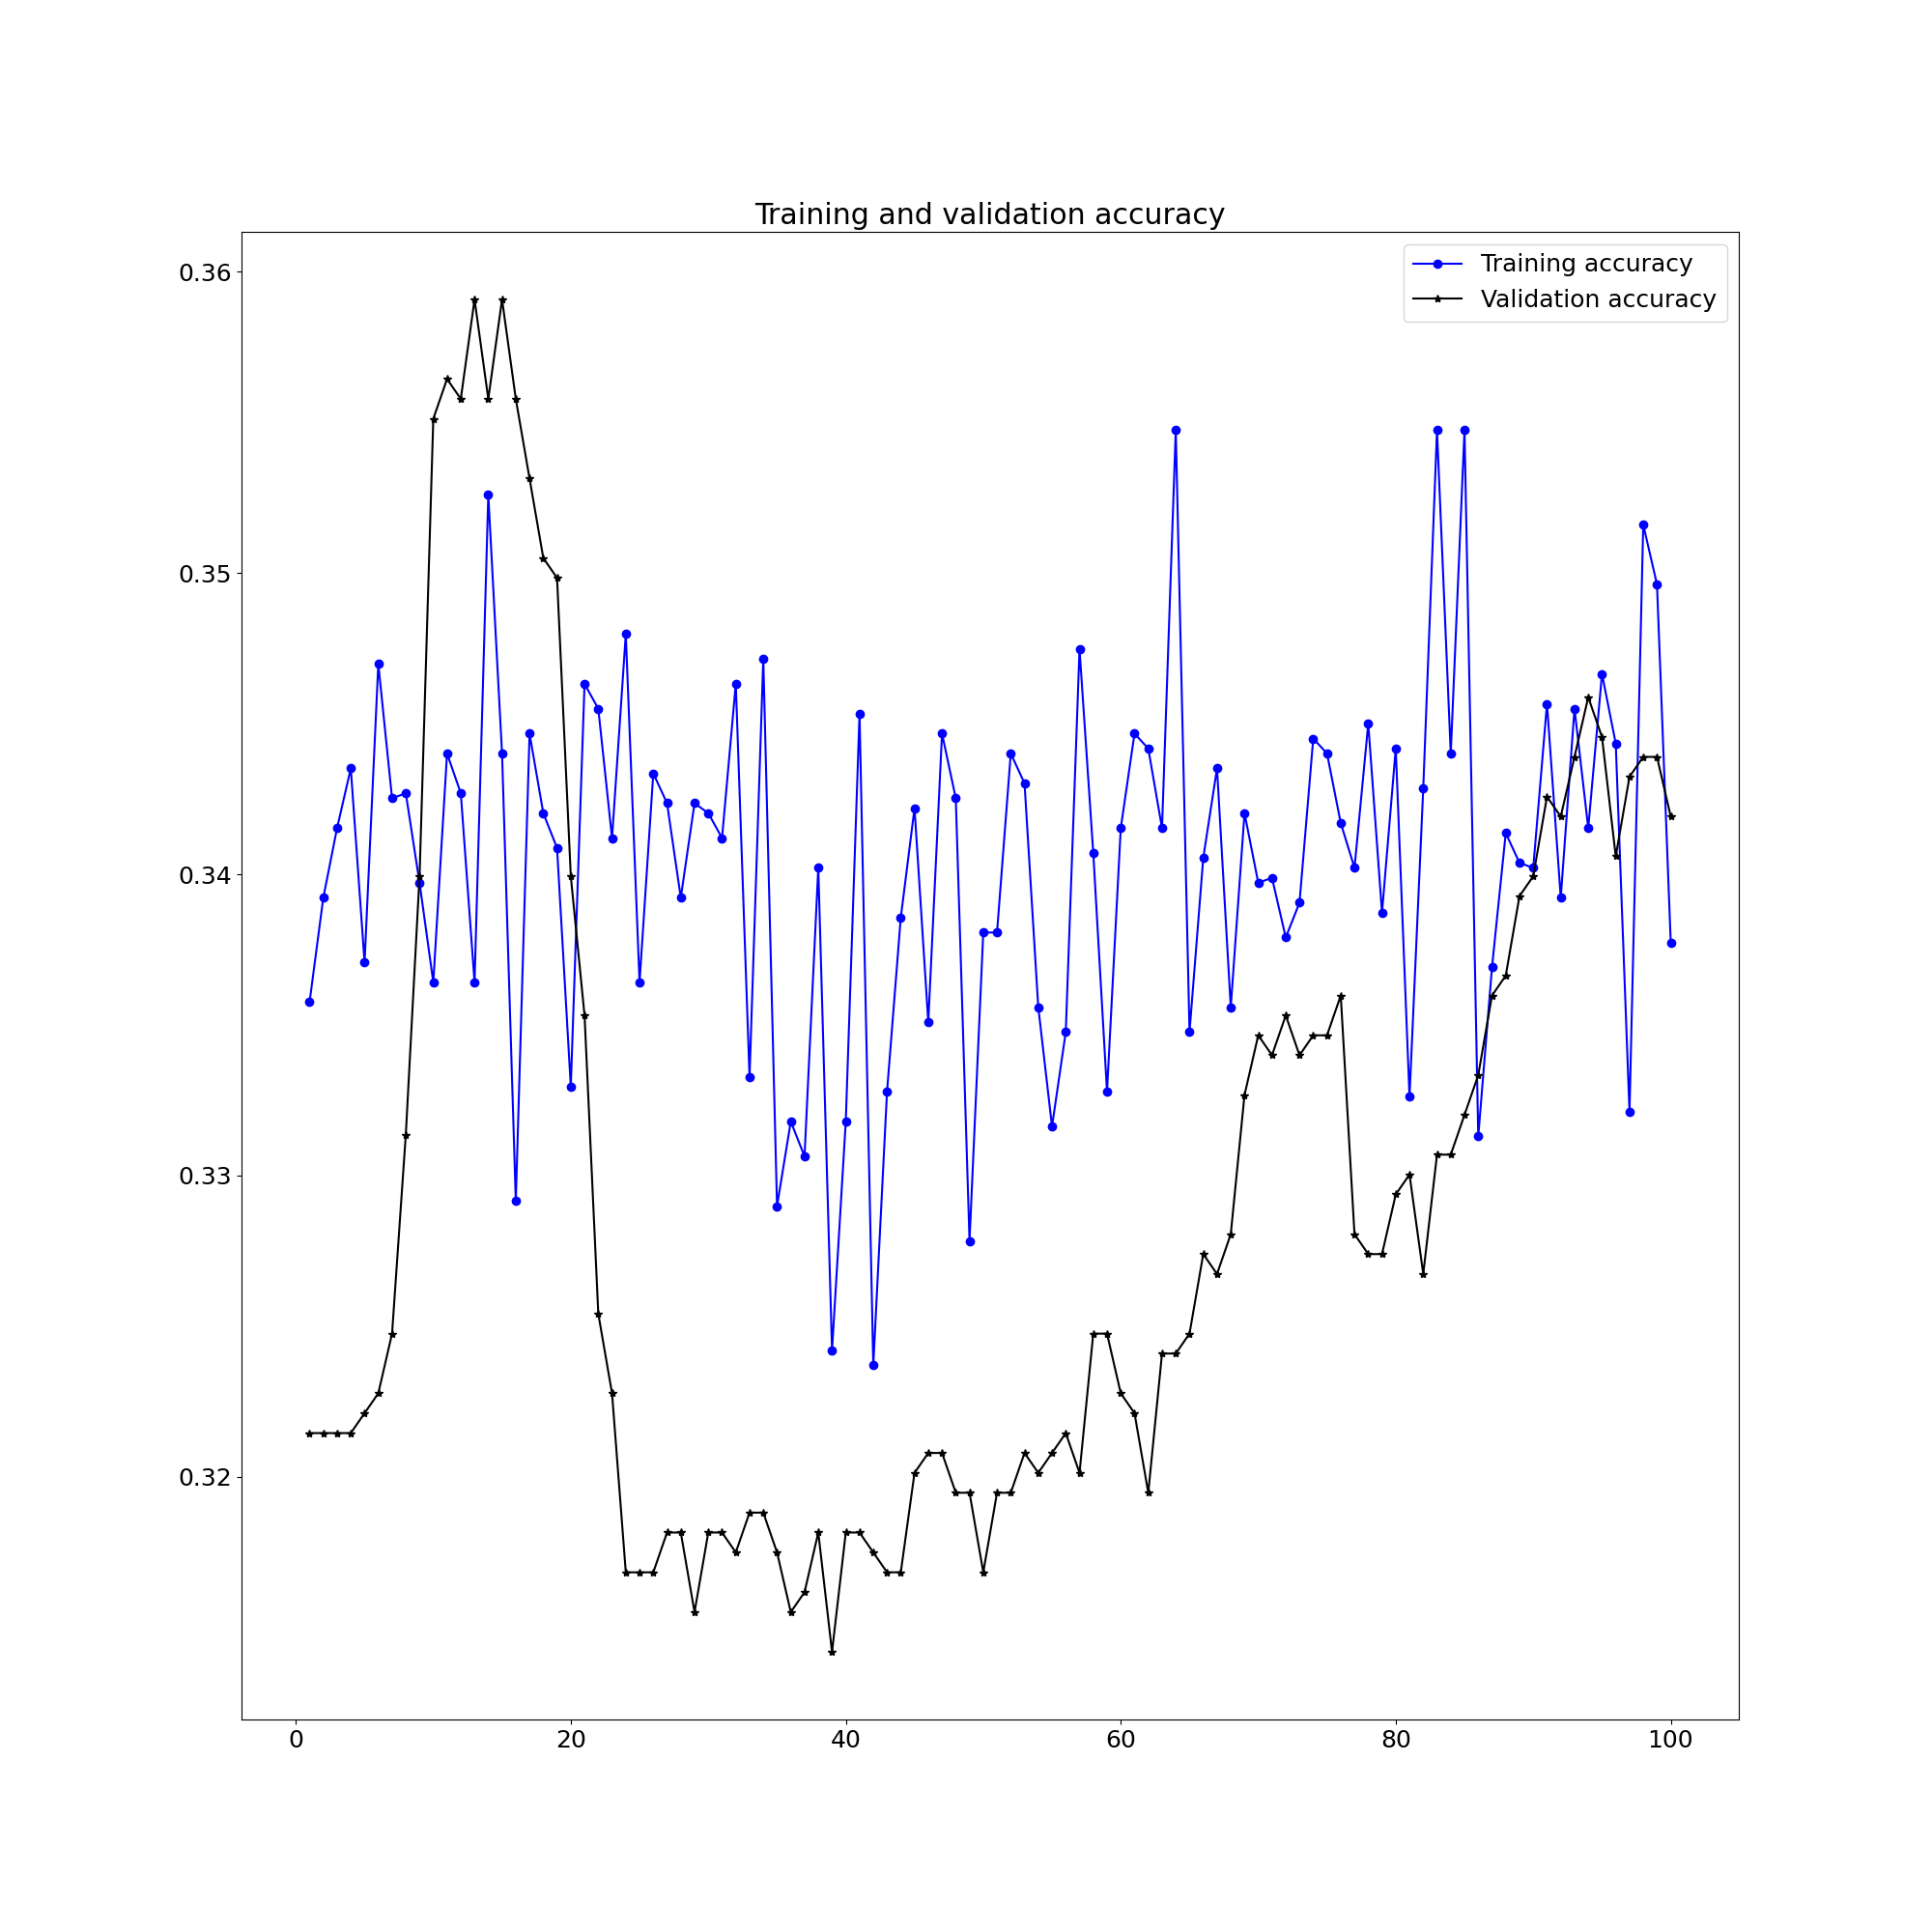 Training and validation accuracy
Training accuracy
Validation accuracy
0.36
0.35
0.34
0.33
0.32
0 20 40 60 80 100